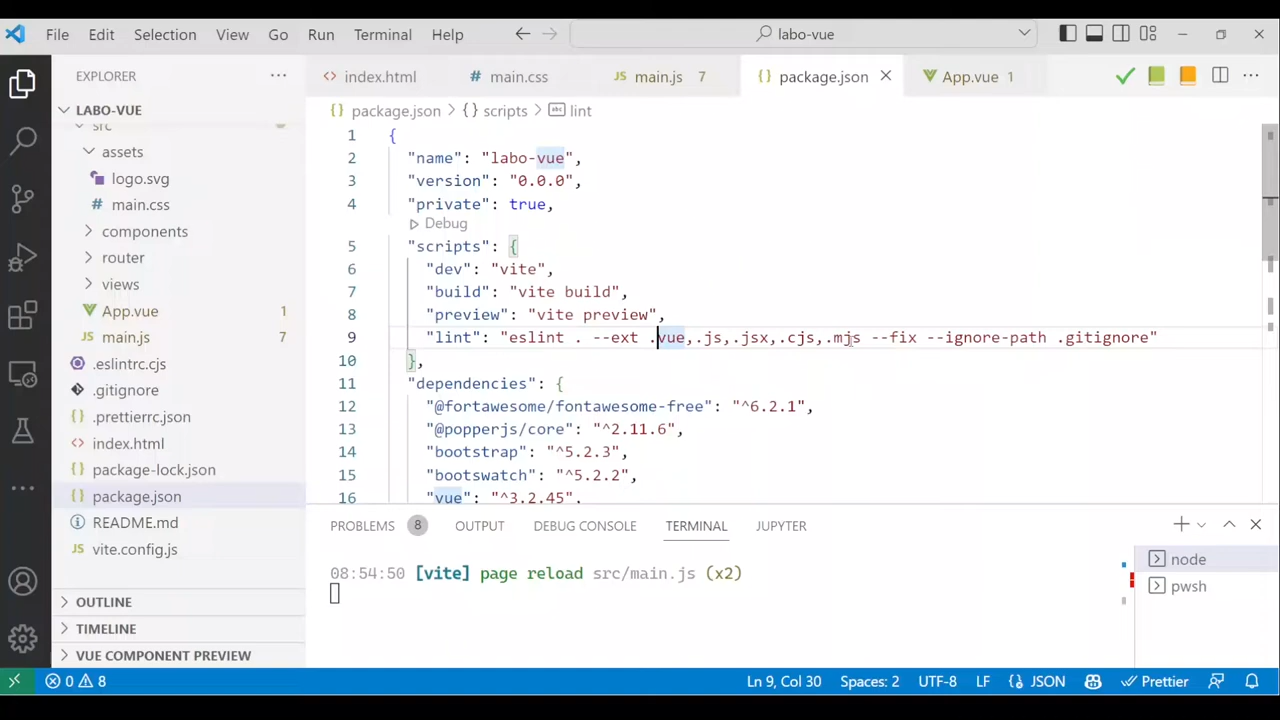 File Edit Selection View Go Run Terminal Help labo-vue
EXPLORER
LABO-VUE
src
assets
logo.svg
main.css
components
router
views
App.vue 1
main.js 7
.eslintrc.cjs
.gitignore
.prettierrc.json
index.html
package-lock.json
package.json
README.md
vite.config.js
OUTLINE
TIMELINE
VUE COMPONENT PREVIEW
index.html main.css main.js 7 package.json App.vue 1
package.json scripts lint
1 {
2 "name": "labo-vue",
3 "version": "0.0.0",
4 "private": true,
Debug
5 "scripts": {
6 "dev": "vite",
7 "build": "vite build",
8 "preview": "vite preview",
9 "lint": "eslint . --ext .vue,.js,.jsx,.cjs,.mjs --fix --ignore-path .gitignore"
10 },
11 "dependencies": {
12 "@fortawesome/fontawesome-free": "^6.2.1",
13 "@popperjs/core": "^2.11.6",
14 "bootstrap": "^5.2.3",
15 "bootswatch": "^5.2.2",
16 "vue": "^3.2.45",
PROBLEMS 8 OUTPUT DEBUG CONSOLE TERMINAL JUPYTER
08:54:50 [vite] page reload src/main.js (x2)
node
pwsh
0 8 Ln 9, Col 30 Spaces: 2 UTF-8 LF JSON Prettier